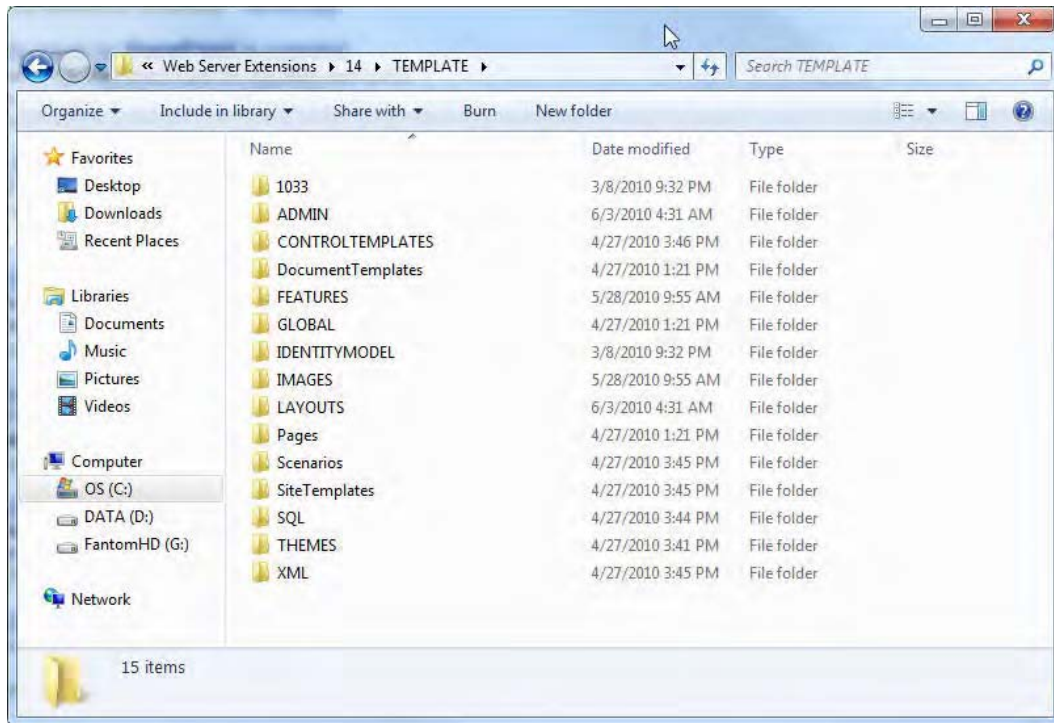 « Web Server Extensions ▸ 14 ▸ TEMPLATE ▸ Search TEMPLATE
Organize Include in library Share with Burn New folder
Favorites
Desktop
Downloads
Recent Places
Libraries
Documents
Music
Pictures
Videos
Computer
OS (C:)
DATA (D:)
FantomHD (G:)
Network
Name Date modified Type Size
1033 3/8/2010 9:32 PM File folder
ADMIN 6/3/2010 4:31 AM File folder
CONTROLTEMPLATES 4/27/2010 3:46 PM File folder
DocumentTemplates 4/27/2010 1:21 PM File folder
FEATURES 5/28/2010 9:55 AM File folder
GLOBAL 4/27/2010 1:21 PM File folder
IDENTITYMODEL 3/8/2010 9:32 PM File folder
IMAGES 5/28/2010 9:55 AM File folder
LAYOUTS 6/3/2010 4:31 AM File folder
Pages 4/27/2010 1:21 PM File folder
Scenarios 4/27/2010 3:45 PM File folder
SiteTemplates 4/27/2010 3:45 PM File folder
SQL 4/27/2010 3:44 PM File folder
THEMES 4/27/2010 3:41 PM File folder
XML 4/27/2010 3:45 PM File folder
15 items